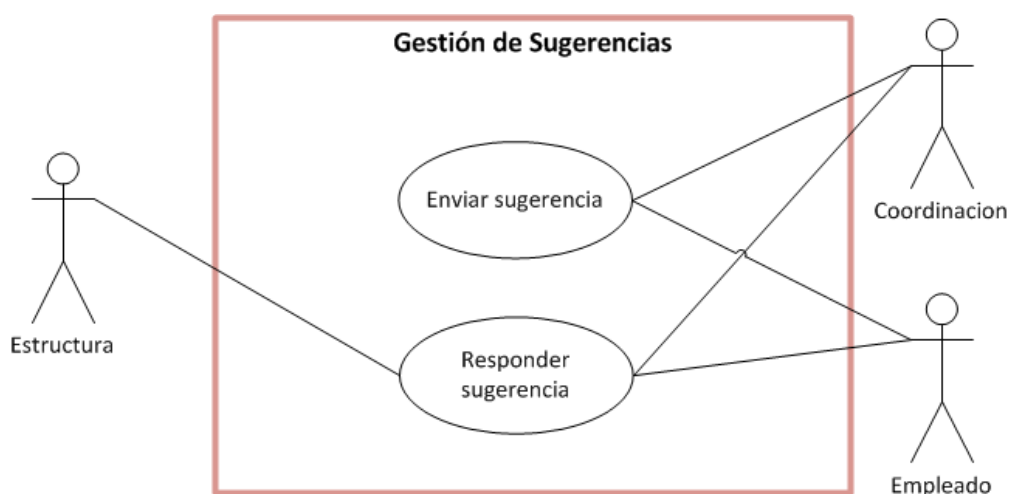 Gestión de Sugerencias
Enviar sugerencia
Coordinacion
Estructura
Responder
sugerencia
Empleado